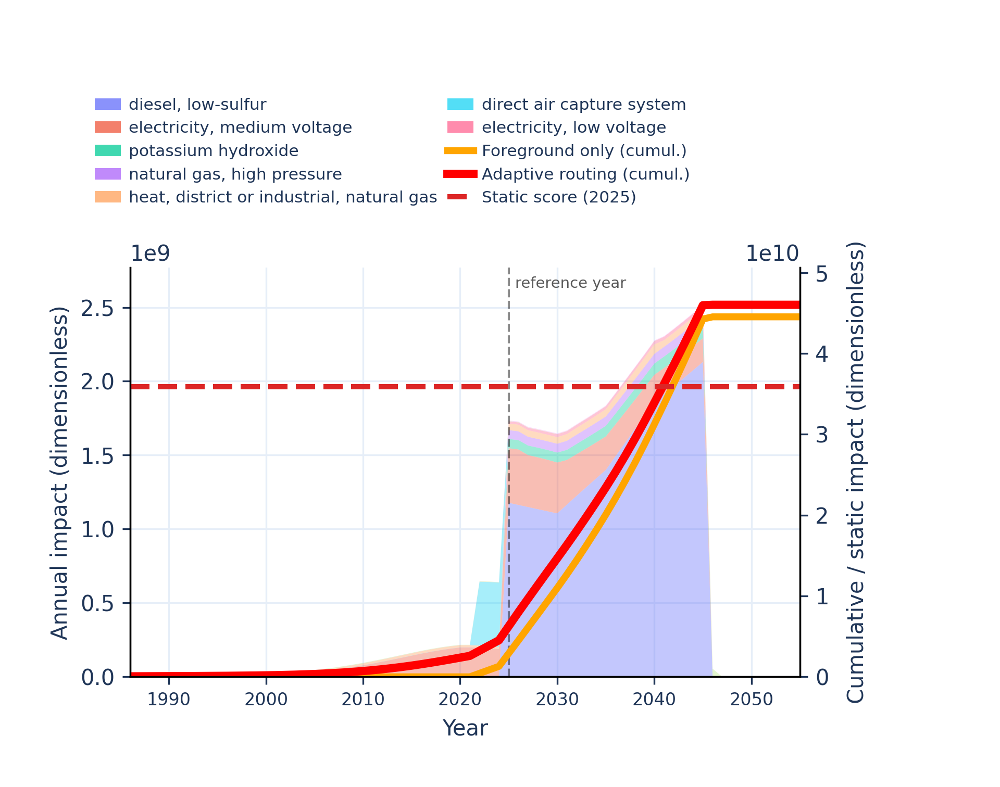 diesel, low-sulfur
electricity, medium voltage
potassium hydroxide
natural gas, high pressure
heat, district or industrial, natural gas
direct air capture system
electricity, low voltage
Foreground only (cumul.)
Adaptive routing (cumul.)
Static score (2025)
1e9
1e10
reference year
Annual impact (dimensionless)
2.5
2.0
1.5
1.0
0.5
0.0
5
4
3
2
1
0
Cumulative / static impact (dimensionless)
1990 2000 2010 2020 2030 2040 2050
Year